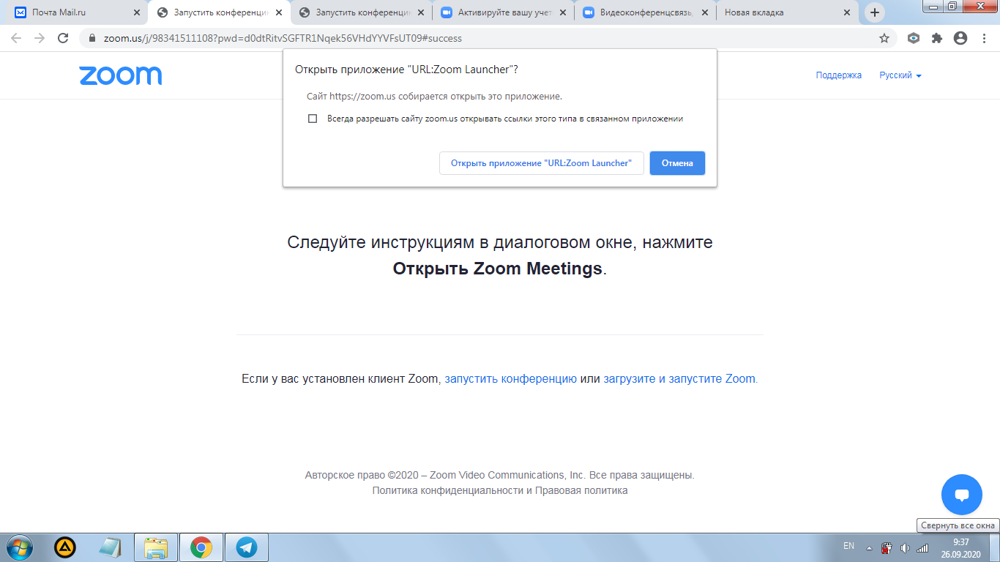 Почта Mail.ru
Запустить конференци
Запустить конференци
Активируйте вашу учет
Видеоконференцсвязь,
Новая вкладка
zoom.us/j/98341511108?pwd=d0dtRitvSGFTR1Nqek56VHdYYVFsUT09#success
zoom
Поддержка
Русский
Открыть приложение "URL:Zoom Launcher"?
Сайт https://zoom.us собирается открыть это приложение.
Всегда разрешать сайту zoom.us открывать ссылки этого типа в связанном приложении
Открыть приложение "URL:Zoom Launcher"
Отмена
Следуйте инструкциям в диалоговом окне, нажмите
Открыть Zoom Meetings.
Если у вас установлен клиент Zoom, запустить конференцию или загрузите и запустите Zoom.
Авторское право ©2020 – Zoom Video Communications, Inc. Все права защищены.
Политика конфиденциальности и Правовая политика
Свернуть все окна
EN
9:37
26.09.2020